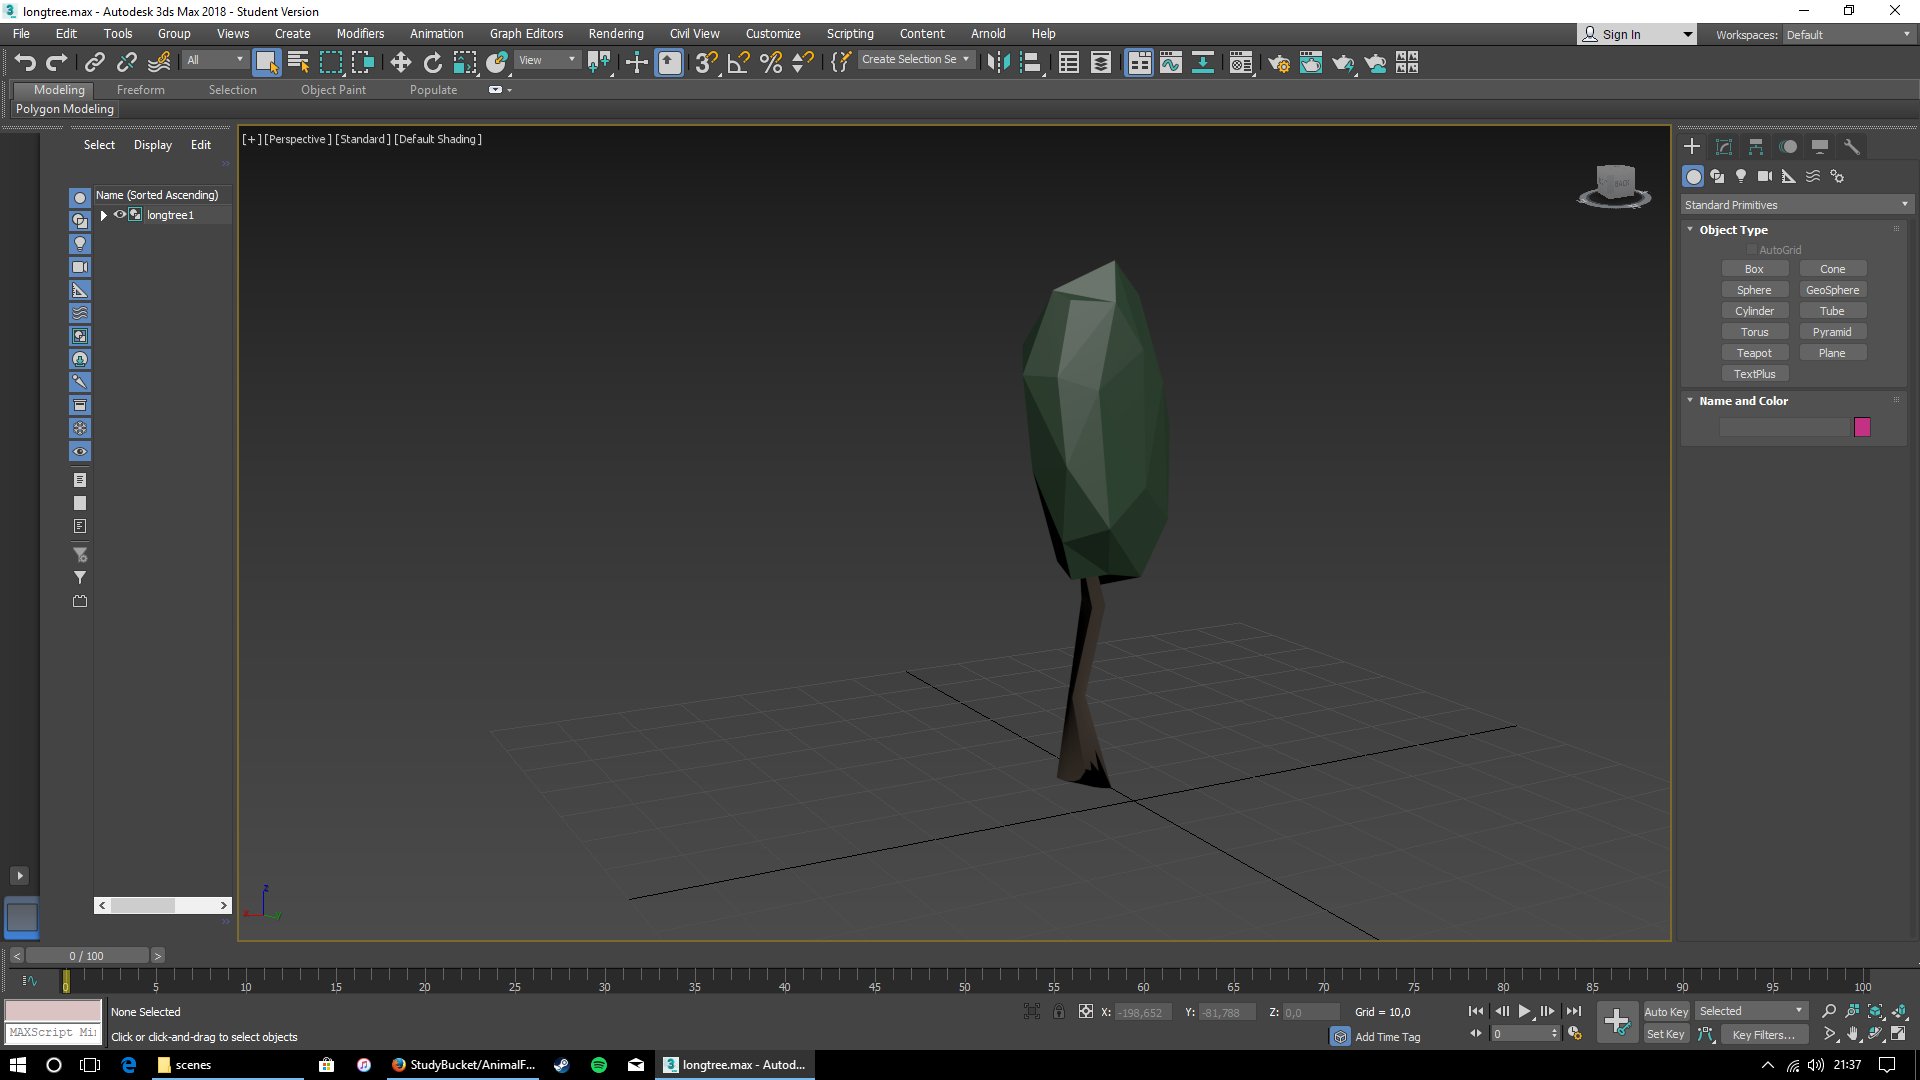 longtree.max - Autodesk 3ds Max 2018 - Student Version
File Edit Tools Group Views Create Modifiers Animation Graph Editors Rendering Civil View Customize Scripting Content Arnold Help
Sign In
Workspaces: Default
All
View
Create Selection Se
Modeling Freeform Selection Object Paint Populate
Polygon Modeling
Select Display Edit
Name (Sorted Ascending)
longtree1
[+] [Perspective] [Standard] [Default Shading]
BACK
Standard Primitives
Object Type
AutoGrid
Box Cone
Sphere GeoSphere
Cylinder Tube
Torus Pyramid
Teapot Plane
TextPlus
Name and Color
z
x
y
< 0 / 100 >
0 5 10 15 20 25 30 35 40 45 50 55 60 65 70 75 80 85 90 95 100
None Selected
X: -198,652 Y: -81,788 Z: 0,0 Grid = 10,0
Auto Key Selected
MAXScript Mi
Click or click-and-drag to select objects
Add Time Tag
0
Set Key Key Filters...
scenes
StudyBucket/AnimalF...
longtree.max - Autod...
21:37